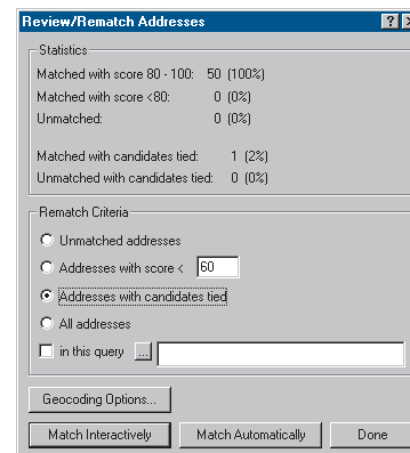 Review/Rematch Addresses
Statistics
Matched with score 80 - 100: 50 (100%)
Matched with score <80: 0 (0%)
Unmatched: 0 (0%)
Matched with candidates tied: 1 (2%)
Unmatched with candidates tied: 0 (0%)
Rematch Criteria
Unmatched addresses
Addresses with score < 60
Addresses with candidates tied
All addresses
in this query ...
Geocoding Options...
Match Interactively Match Automatically Done